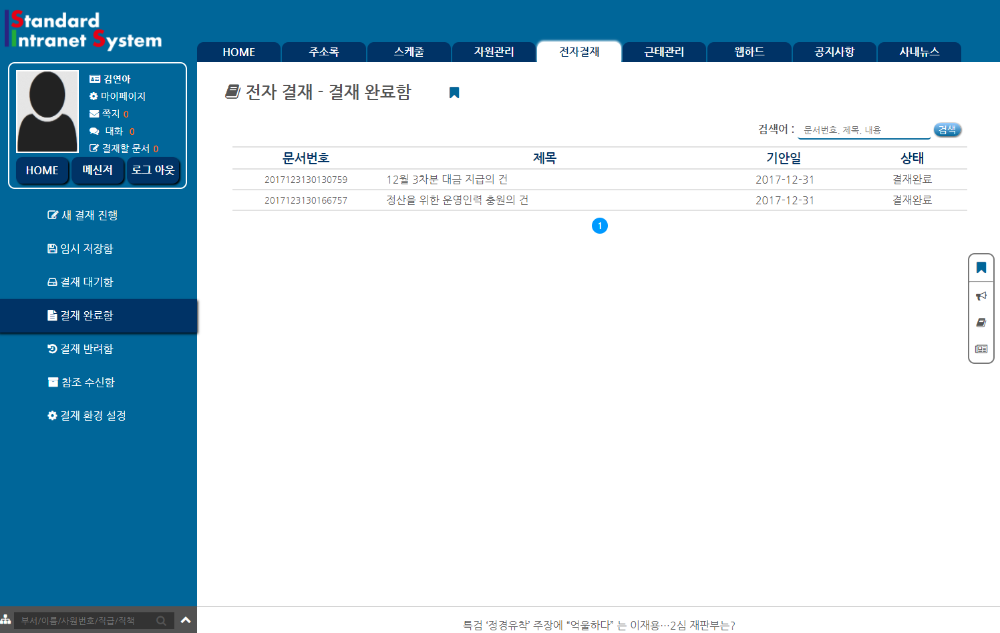 Standard
Intranet System
HOME 주소록 스케줄 자원관리 전자결재 근태관리 웹하드 공지사항 사내뉴스
김연아
마이페이지
쪽지 0
대화 0
결재할 문서 0
HOME 메신저 로그 아웃
새 결재 진행
임시 저장함
결재 대기함
결재 완료함
결재 반려함
참조 수신함
결재 환경 설정
부서/이름/사원번호/직급/직책
전자 결재 - 결재 완료함
검색어 : 문서번호, 제목, 내용 검색
문서번호 제목 기안일 상태
2017123130130759 12월 3차분 대금 지급의 건 2017-12-31 결재완료
2017123130166757 정산을 위한 운영인력 충원의 건 2017-12-31 결재완료
1
특검 ‘정경유착’ 주장에 “억울하다” 는 이재용…2심 재판부는?